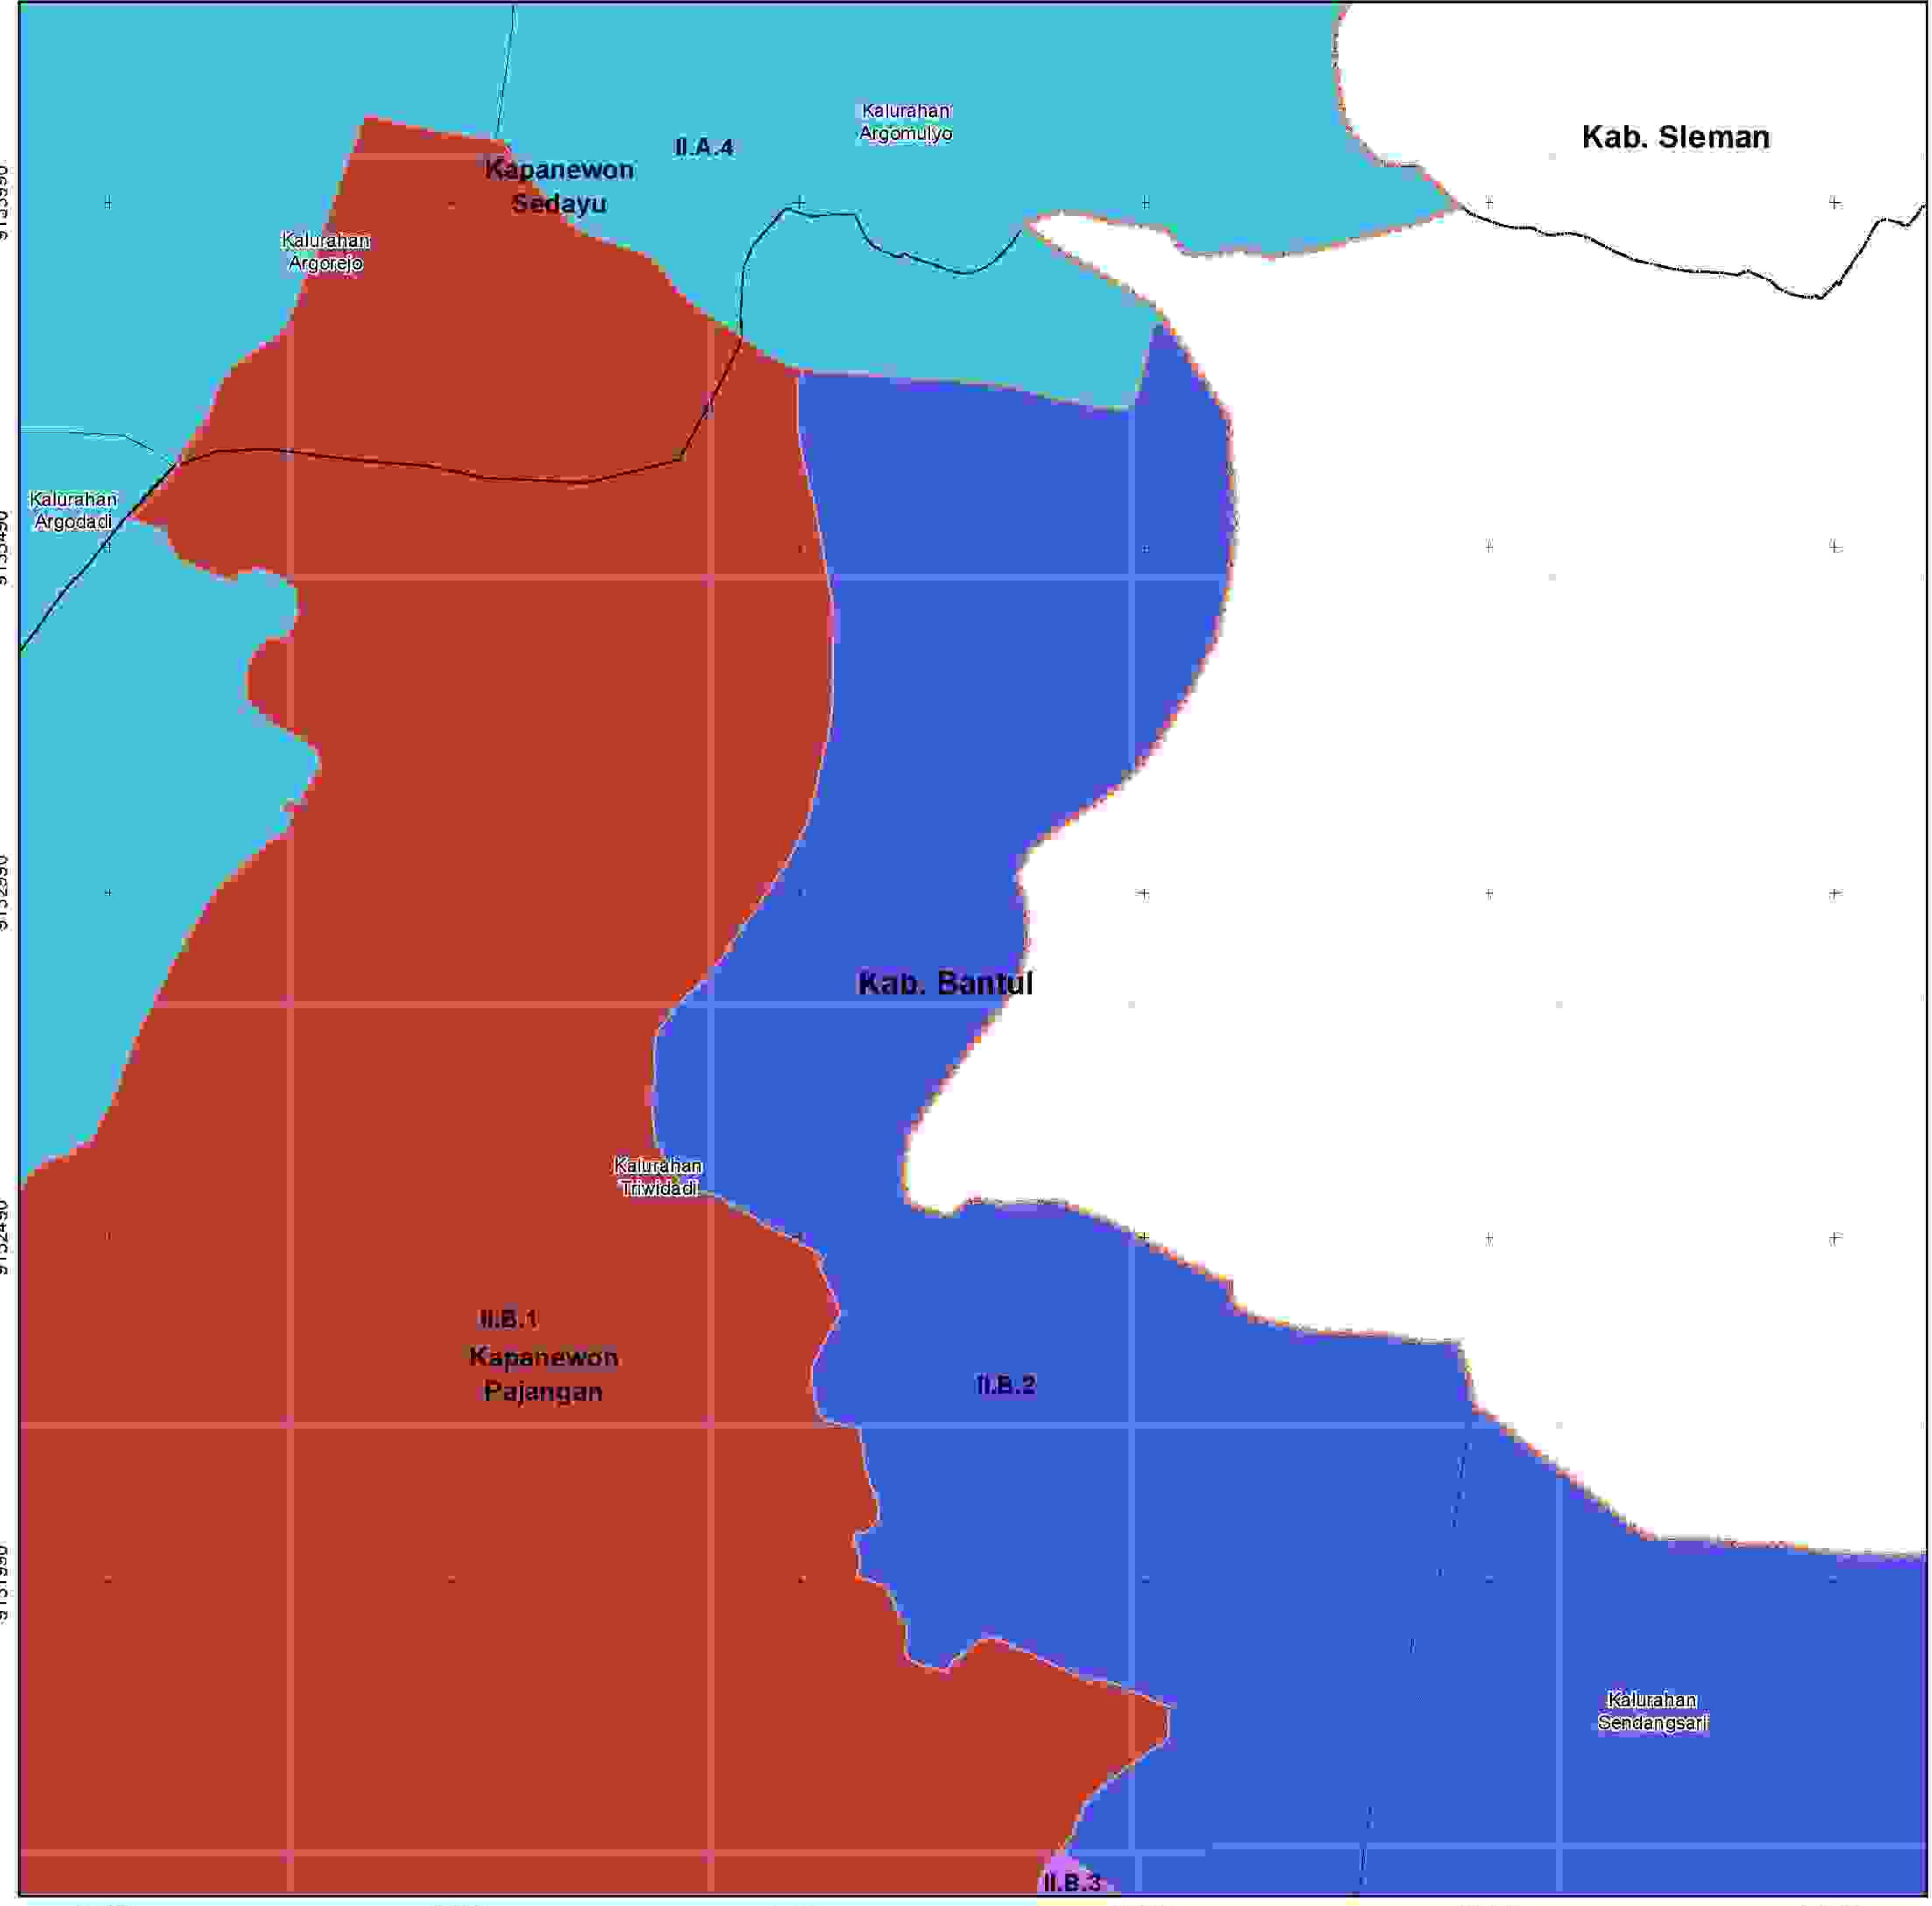 Kalurahan
Argomulyo
Kab. Sleman
II.A.4
Kapanewon
Sedayu
Kalurahan
Argorejo
Kalurahan
Argodadi
Kab. Bantul
Kalurahan
Triwidadi
II.B.1
Kapanewon
Pajangan
II.B.2
Kalurahan
Sendangsari
II.B.3